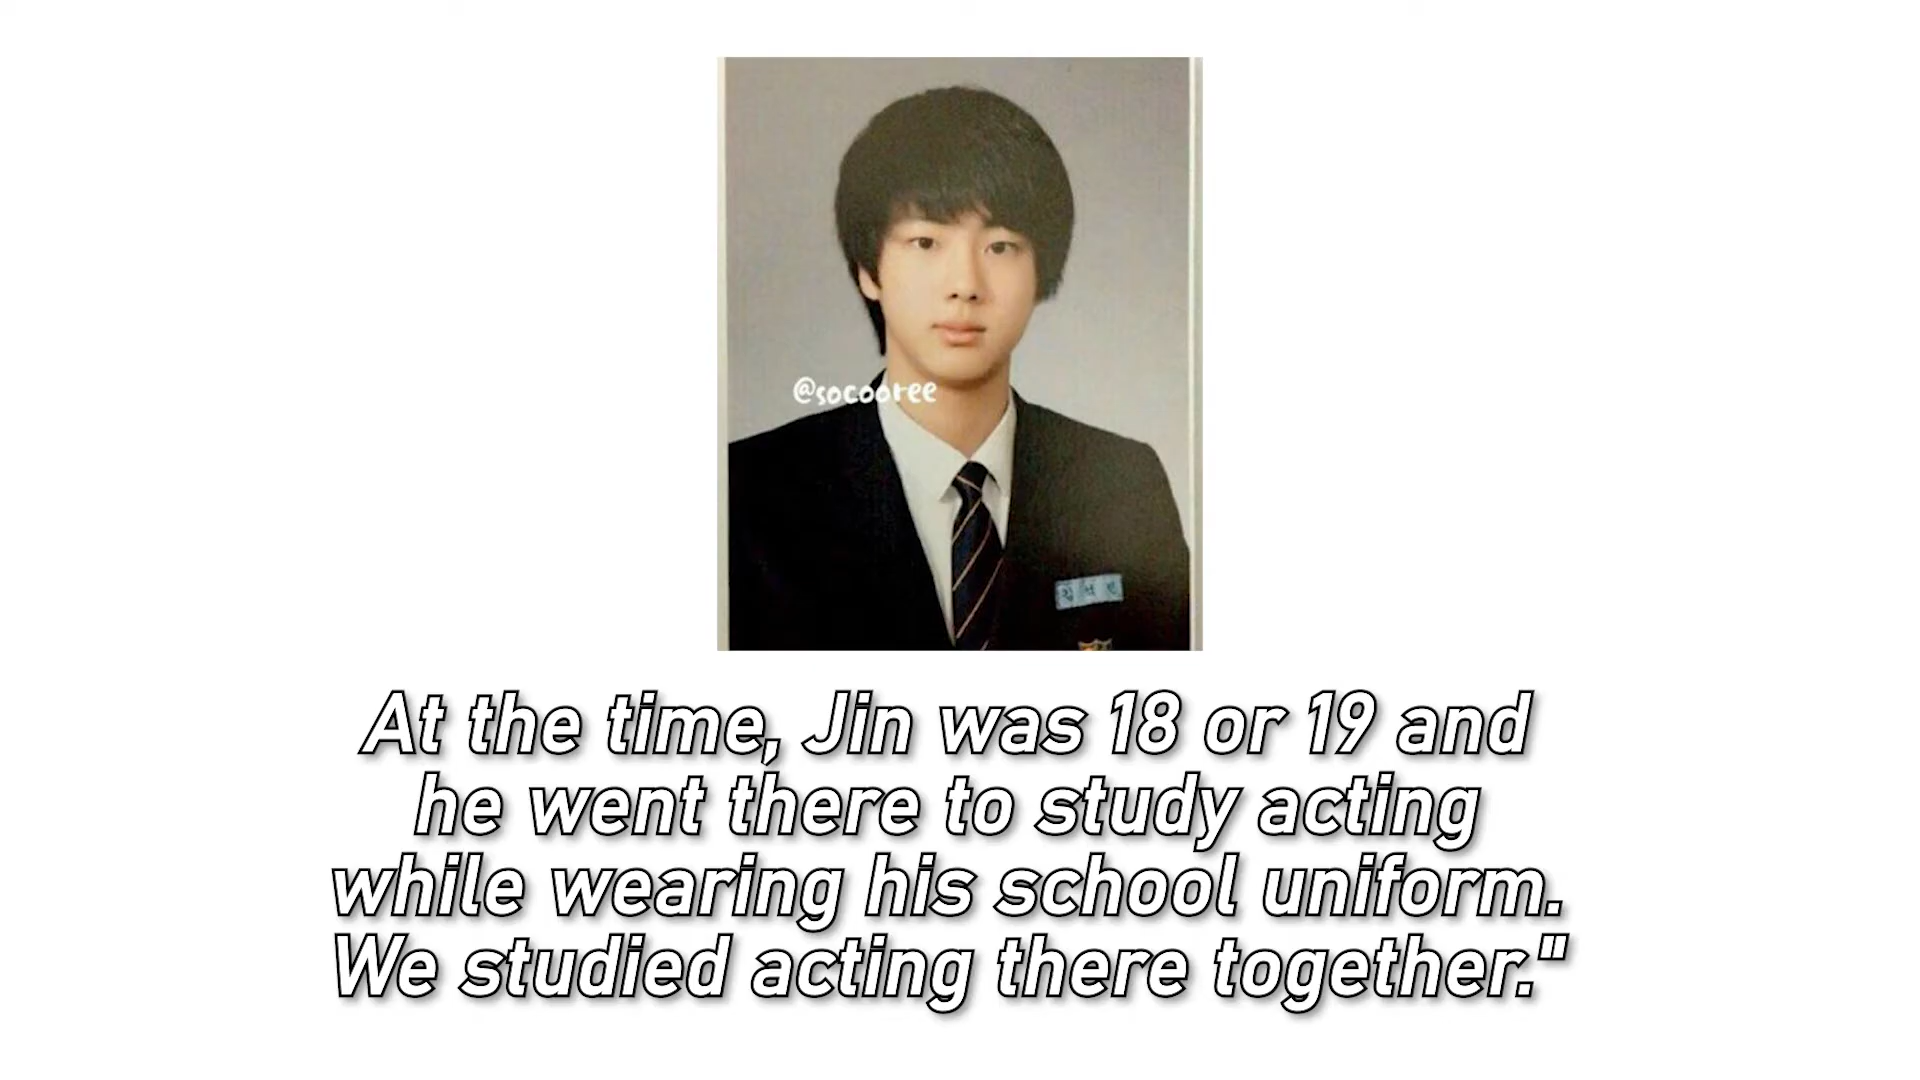 @socooree
At the time, Jin was 18 or 19 and
he went there to study acting
while wearing his school uniform.
We studied acting there together."